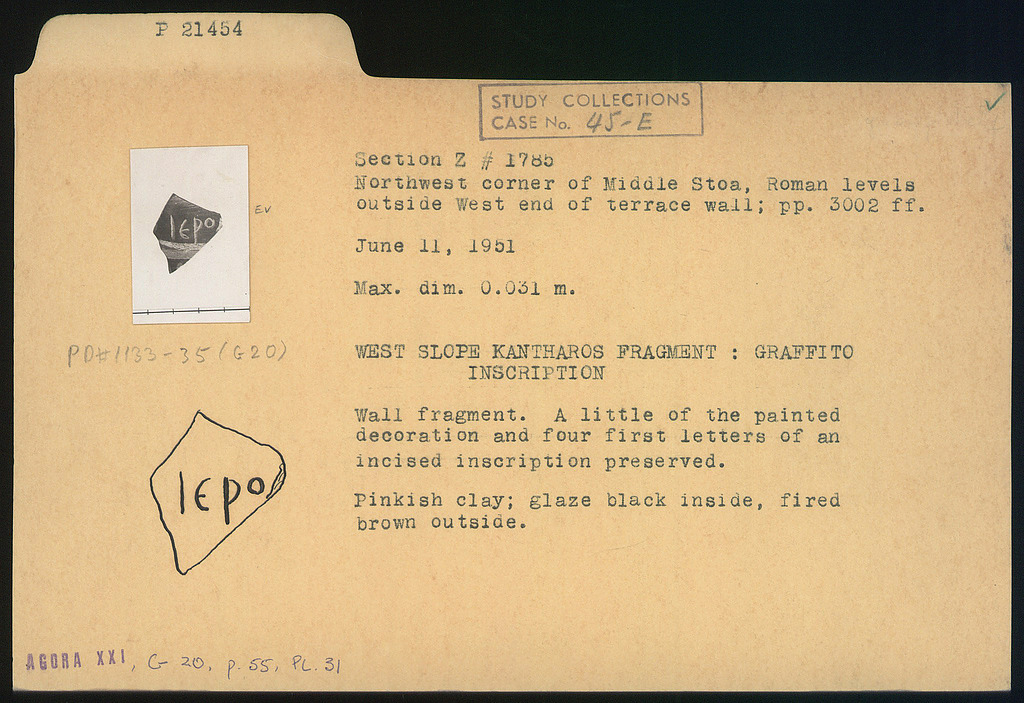 P 21454
STUDY COLLECTIONS
CASE No. 45-E
Section Z # 1785
Northwest corner of Middle Stoa, Roman levels
outside West end of terrace wall; pp. 3002 ff.
June 11, 1951
Max. dim. 0.031 m.
ιερο
EV
PD#1133-35 (G20)
WEST SLOPE KANTHAROS FRAGMENT : GRAFFITO
INSCRIPTION
Wall fragment. A little of the painted
decoration and four first letters of an
incised inscription preserved.
Pinkish clay; glaze black inside, fired
brown outside.
ιερο
AGORA XXI, G 20, p. 55, PL. 31